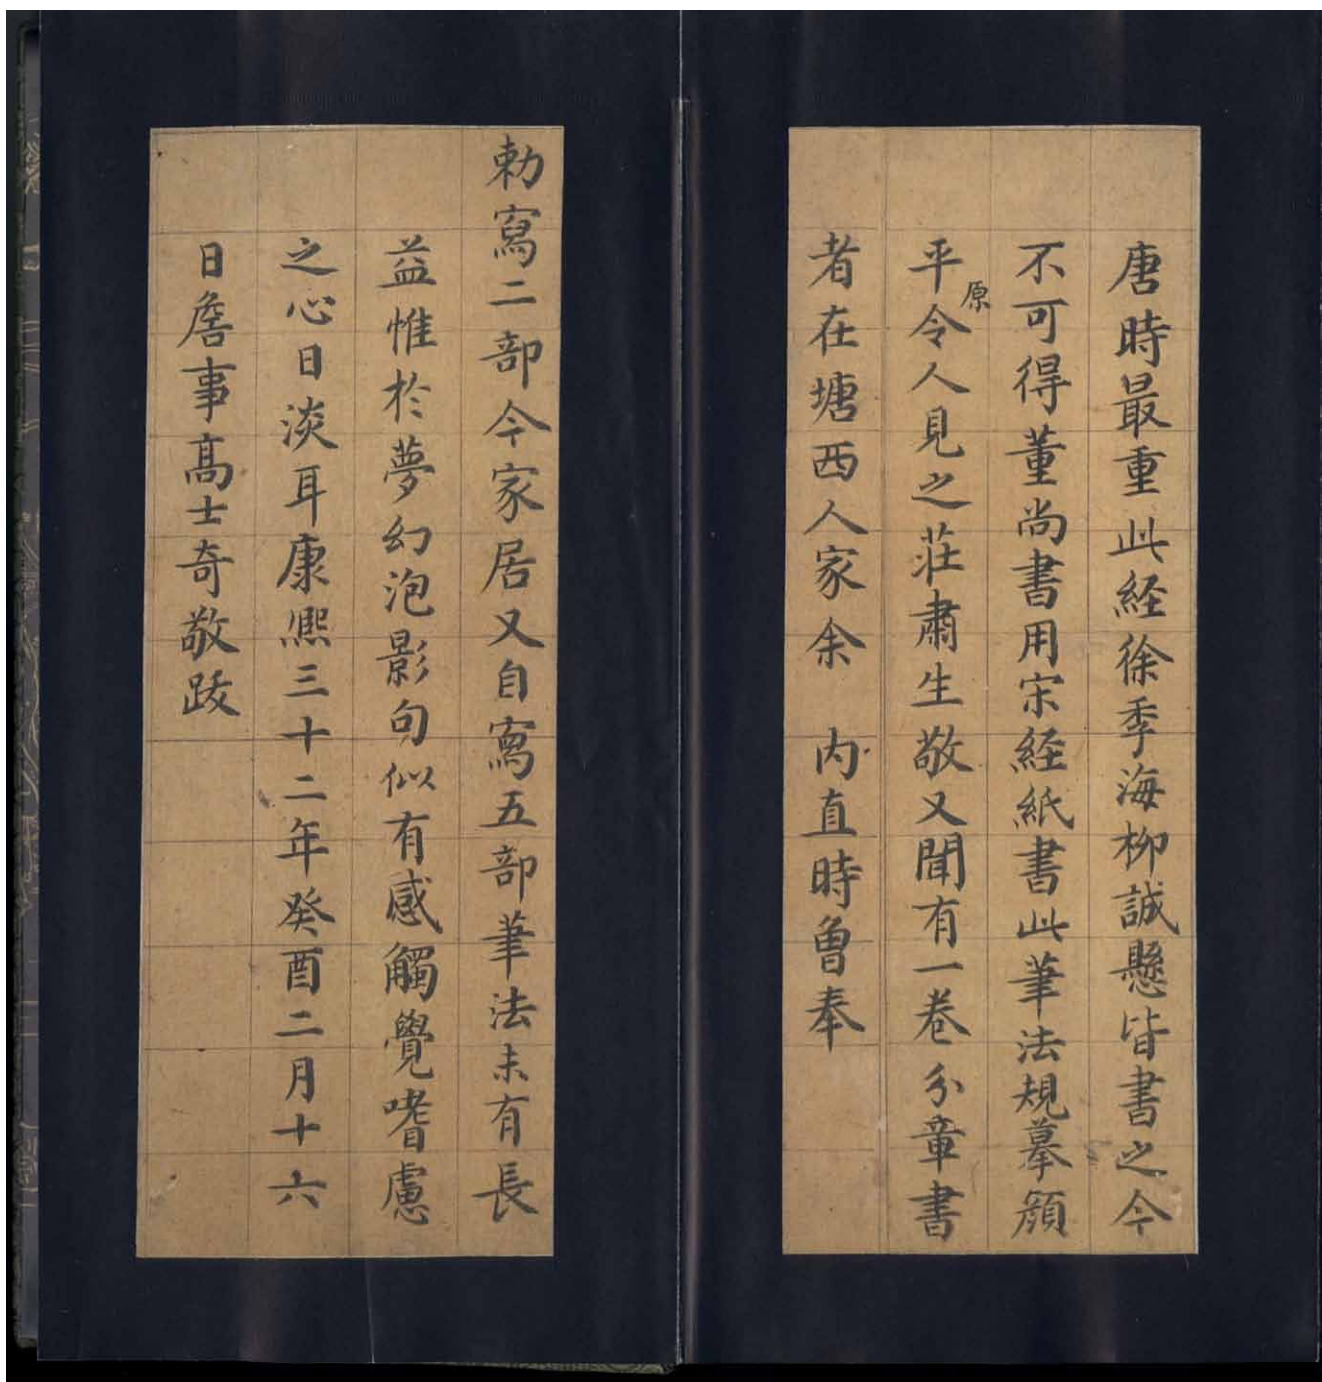 唐時最重此経徐季海柳誠懸皆書之今
不可得董尚書用宋経紙書此筆法規摹顔
平原令人見之荘肅生敬又聞有一卷分章書
者在塘西人家余 内直時曽奉
勅寫二部今家居又自寫五部筆法未有長
益惟於夢幻泡影句似有感觸覺嗜慮
之心日淡耳康熈三十二年癸酉二月十六
日詹事髙士奇敬跋